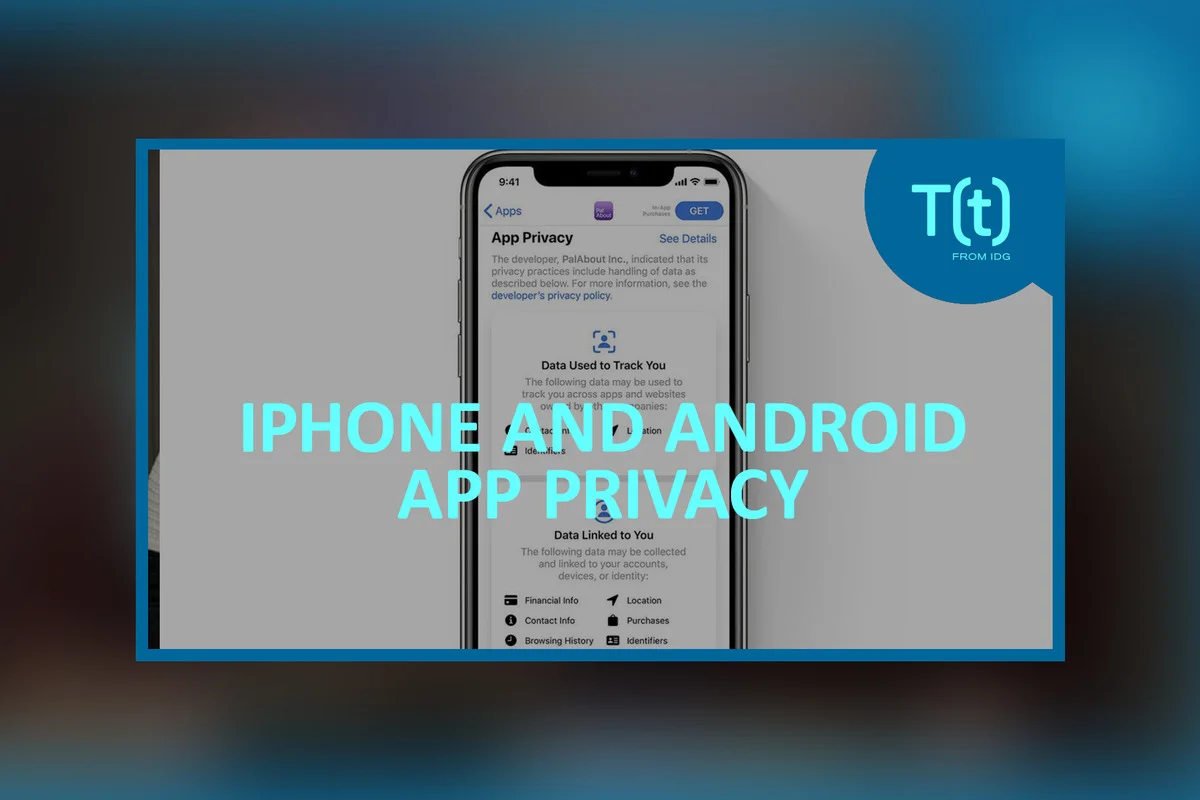 9:41
Apps
Pal
About
In-App
Purchases
GET
T(t)
FROM IDG
App Privacy
See Details
The developer, PalAbout Inc., indicated that its
privacy practices include handling of data as
described below. For more information, see the
developer's privacy policy.
Data Used to Track You
The following data may be used to
track you across apps and websites
IPHONE AND ANDROID
Location
Identifiers
APP PRIVACY
Data Linked to You
The following data may be collected
and linked to your accounts,
devices, or identity:
Financial Info
Location
Contact Info
Purchases
Browsing History
Identifiers